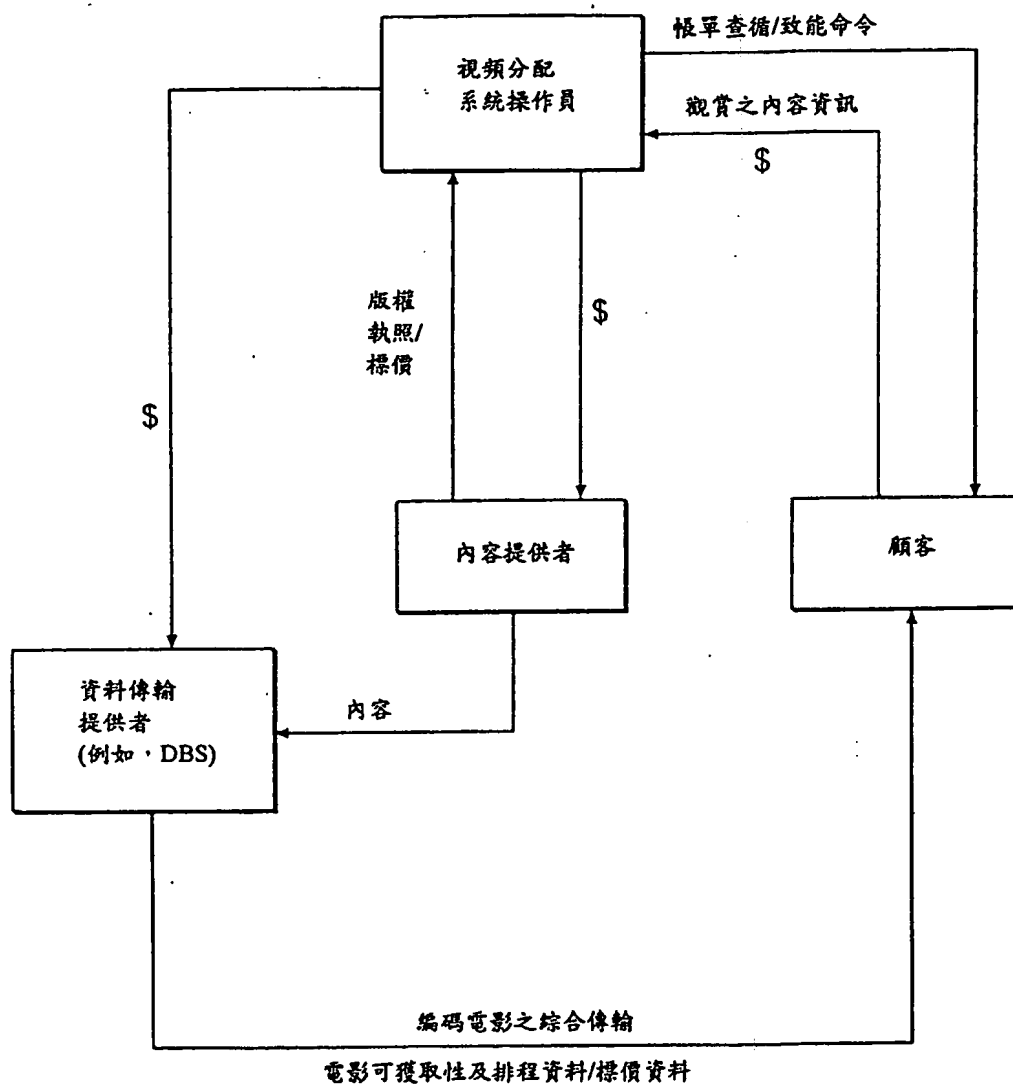 帳單查循/致能命令
視頻分配
系統操作員
觀賞之內容資訊
$
版權
執照/
標價
$
$
內容提供者
顧客
資料傳輸
提供者
(例如，DBS)
內容
編碼電影之綜合傳輸
電影可獲取性及排程資料/標價資料